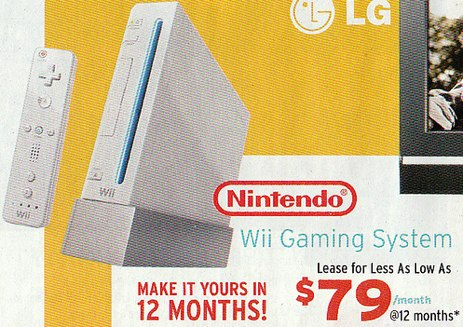 LG
Wii
Wii
Nintendo®
Wii Gaming System
Lease for Less As Low As
MAKE IT YOURS IN
12 MONTHS!
$79/month
@12 months*